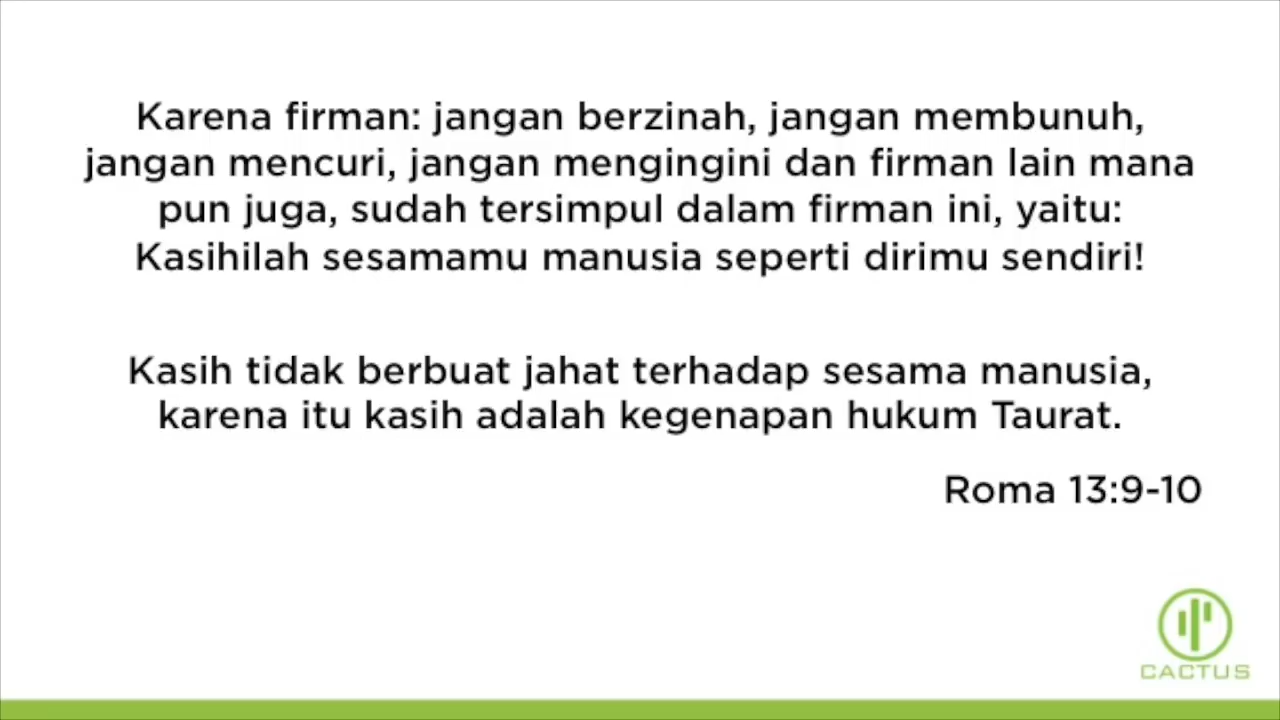 Karena firman: jangan berzinah, jangan membunuh,
jangan mencuri, jangan mengingini dan firman lain mana
pun juga, sudah tersimpul dalam firman ini, yaitu:
Kasihilah sesamamu manusia seperti dirimu sendiri!
Kasih tidak berbuat jahat terhadap sesama manusia,
karena itu kasih adalah kegenapan hukum Taurat.
Roma 13:9-10
CACTUS